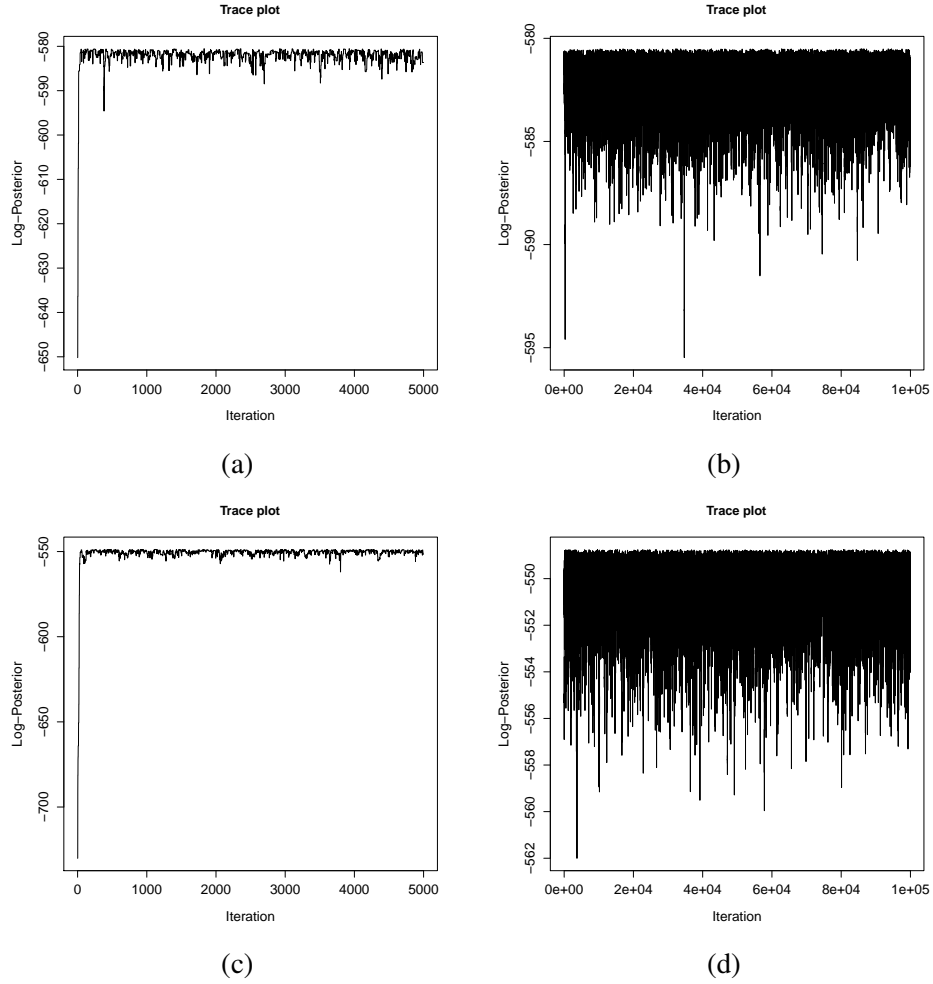 Trace plot
Log−Posterior
−580
−590
−600
−610
−620
−630
−640
−650
0 1000 2000 3000 4000 5000
Iteration
(a)
Trace plot
Log−Posterior
−580
−585
−590
−595
0e+00 2e+04 4e+04 6e+04 8e+04 1e+05
Iteration
(b)
Trace plot
Log−Posterior
−550
−600
−650
−700
0 1000 2000 3000 4000 5000
Iteration
(c)
Trace plot
Log−Posterior
−550
−552
−554
−556
−558
−560
−562
0e+00 2e+04 4e+04 6e+04 8e+04 1e+05
Iteration
(d)